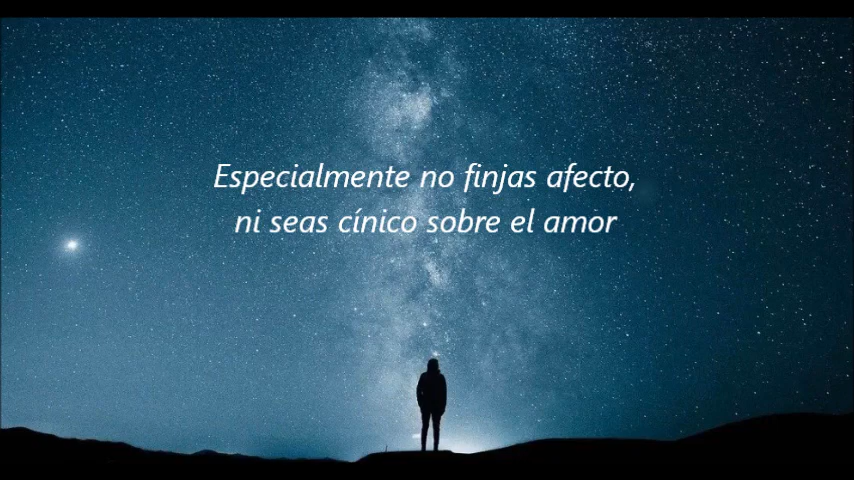 Especialmente no finjas afecto,
ni seas cínico sobre el amor